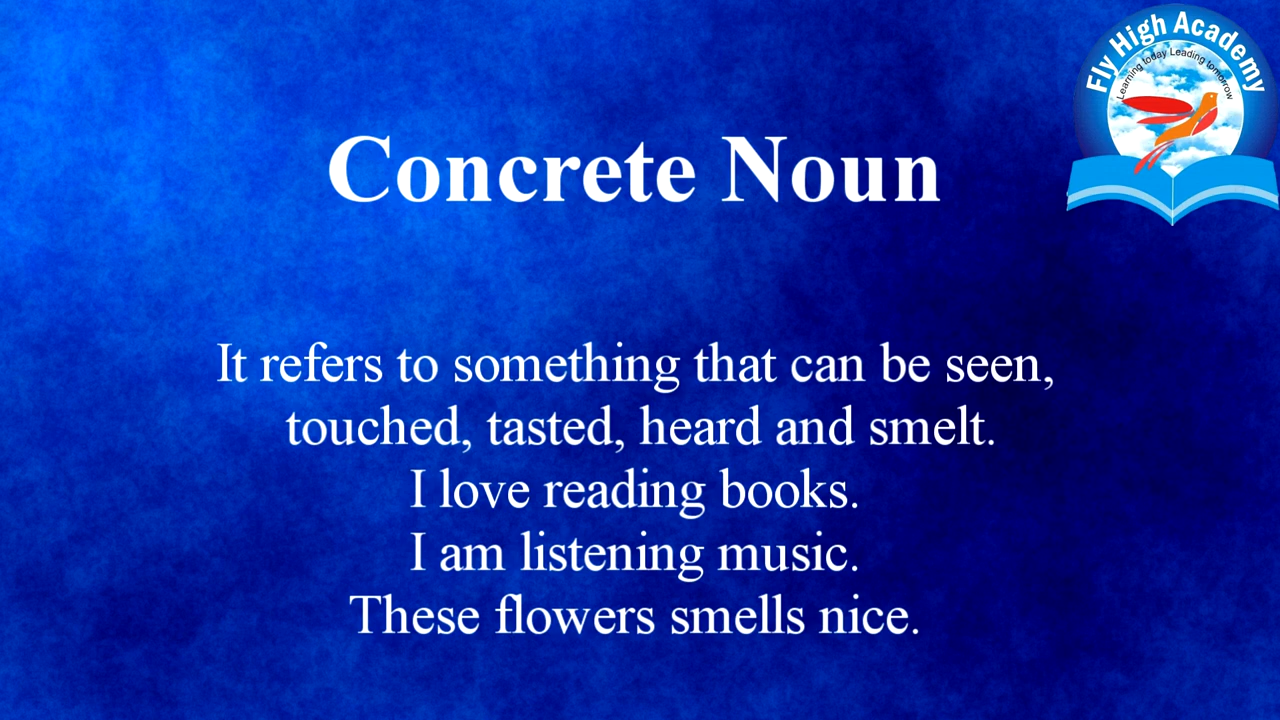 Fly High Academy
Learning today Leading tomorrow
Concrete Noun
It refers to something that can be seen,
touched, tasted, heard and smelt.
I love reading books.
I am listening music.
These flowers smells nice.